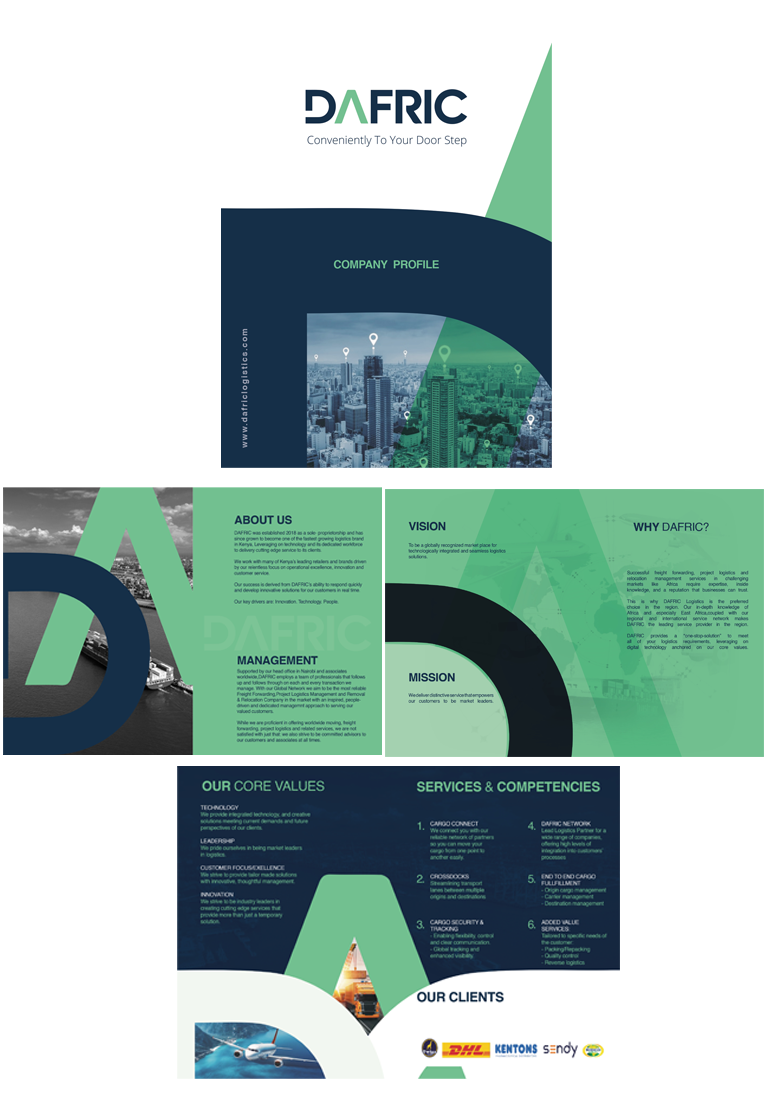 DAFRIC
Conveniently To Your Door Step
COMPANY PROFILE
www.dafriclogistics.com
ABOUT US
DAFRIC was established 2018 as a sole proprietorship and has
since grown to become one of the fastest growing logistics brand
in Kenya. Leveraging on technology and its dedicated workforce
to delivery cutting edge service to its clients.
We work with many of Kenya's leading retailers and brands driven
by our relentless focus on operational excellence, innovation and
customer service.
Our success is derived from DAFRIC's ability to respond quickly
and develop innovative solutions for our customers in real time.
Our key drivers are: Innovation, Technology, People.
MANAGEMENT
Supported by our head office in Nairobi and associates
worldwide,DAFRIC employs a team of professionals that follows
up and follows through on each and every transaction we
manage. With our Global Network we aim to be the most reliable
Freight Forwarding,Project Logistics Management and Removal
& Relocation Company in the market with an inspired, people
driven and dedicated managemnt approach to serving our
valued customers.
While we are proficient in offering worldwide moving, freight
forwarding, project logistics and related services, we are not
satisfied with just that, we also strive to be committed advisors to
our customers and associates at all times.
VISION
To be a globally recognized market place for
technologically integrated and seamless logistics
solutions.
MISSION
We deliver distinctive service that empowers
our customers to be market leaders.
WHY DAFRIC?
Successful freight forwarding, project logistics and
relocation management services in challenging
markets like Africa require expertise, inside
knowledge, and a reputation that businesses can trust.
This is why DAFRIC Logistics is the preferred
choice in the region. Our in-depth knowledge of
Africa and especially East Africa,coupled with our
regional and international service network makes
DAFRIC the leading service provider in the region.
DAFRIC provides a "one-stop-solution" to meet
all of your logistics requirements, leveraging on
digital technology anchored on our core values.
OUR CORE VALUES
TECHNOLOGY
We provide integrated technology, and creative
solutions meeting current demands and future
perspectives of our clients.
LEADERSHIP
We pride ourselves in being market leaders
in logistics.
CUSTOMER FOCUS/EXELLENCE
We strive to provide tailor-made solutions
with innovative, thoughtful management.
INNOVATION
We strive to be industry leaders in
creating cutting edge services that
provide more than just a temporary
solution.
SERVICES & COMPETENCIES
1. CARGO CONNECT
We connect you with our
reliable network of partners
as you can move your
cargo from one point to
another easily.
2. CROSSDOCKS
Streamlining transport
lanes between multiple
origins and destinations
3. CARGO SECURITY &
TRACKING
- Enabling flexibility, control
and clear communication.
- Global tracking and
enhanced visibility.
4. DAFRIC NETWORK
Lead Logistics Partner for a
wide range of companies,
offering high levels of
integration into customers'
processes
5. END TO END CARGO
FULLFILLMENT
- Origin cargo management
- Carrier management
- Destination management
6. ADDED VALUE
SERVICES:
Tailored to specific needs of
the customer
- Packing/Repacking
- Quality control
- Reverse logistics
OUR CLIENTS
DHL
KENTONS
sendy